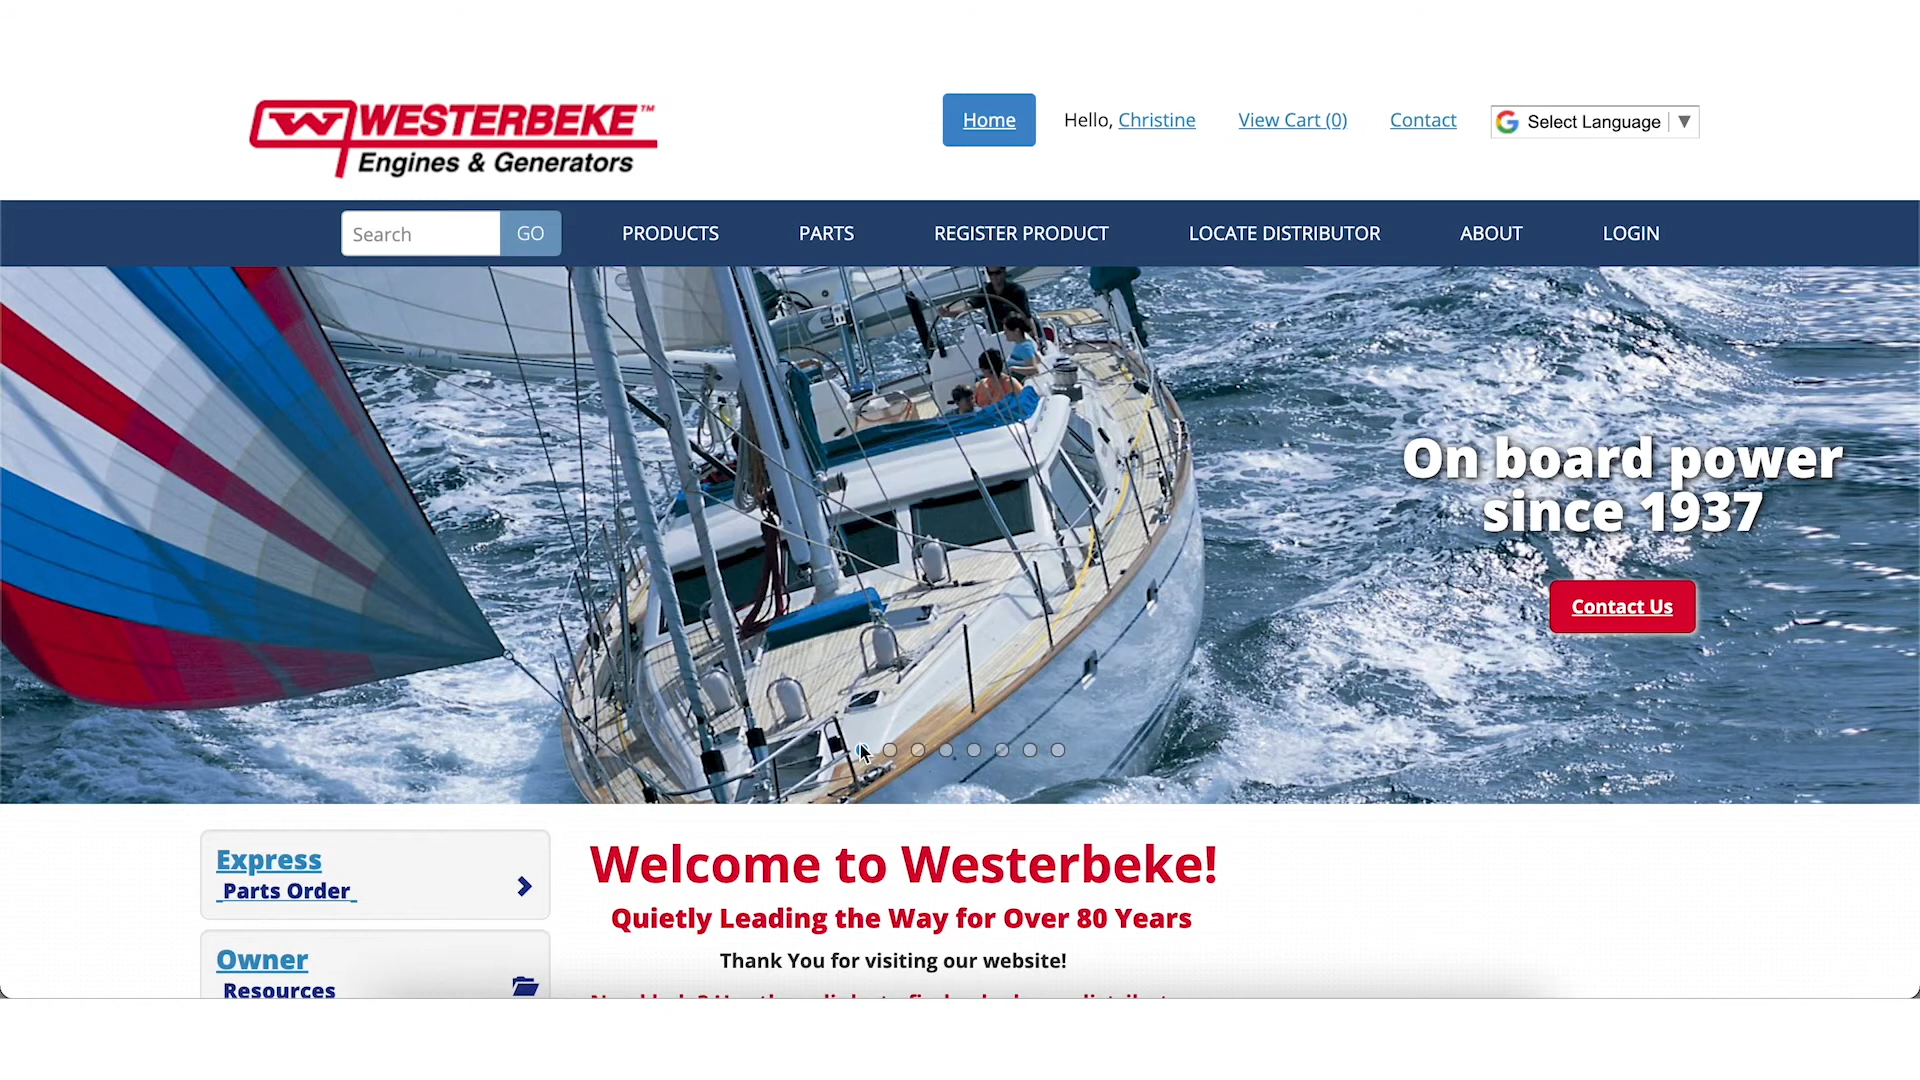 WESTERBEKE™
Engines & Generators
Home
Hello, Christine
View Cart (0)
Contact
Select Language ▼
Search
GO
PRODUCTS
PARTS
REGISTER PRODUCT
LOCATE DISTRIBUTOR
ABOUT
LOGIN
On board power
since 1937
Contact Us
Express
Parts Order
Owner
Resources
Welcome to Westerbeke!
Quietly Leading the Way for Over 80 Years
Thank You for visiting our website!